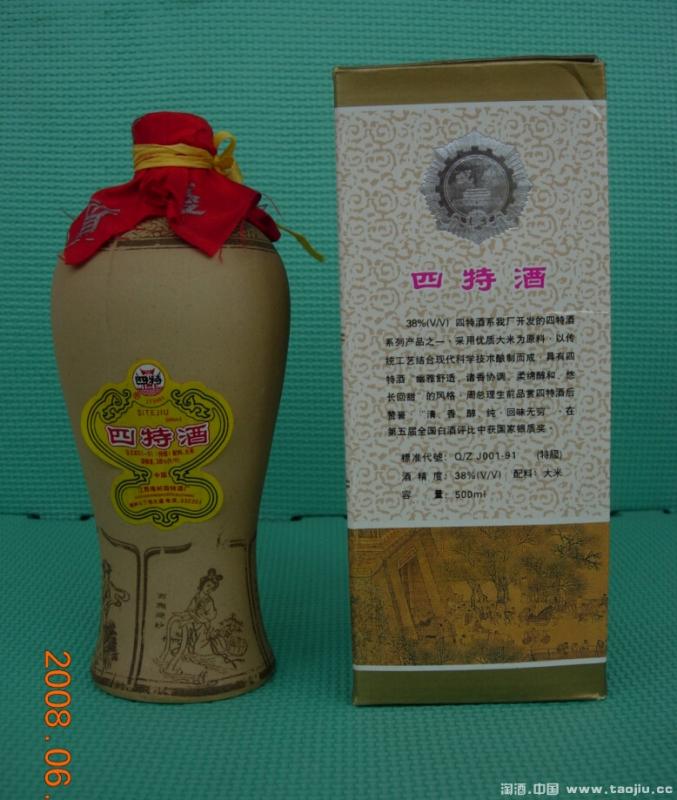 四特
SITEJIU
四特酒
中国
四特酒
38%(V/V) 四特酒系我厂开发的四特酒
系列产品之一,采用优质大米为原料,以传
统工艺结合现代科学技术酿制而成,具有四
特酒“幽雅舒适,诸香协调,柔绵醇和,悠
长回甜”的风格,周总理生前品赏四特酒后
赞誉“清香醇纯,回味无穷”,在
第五届全国白酒评比中获国家银质奖。
標准代號:Q/Z J001-91 (特級)
酒精度:38%(V/V) 配料:大米
容量:500ml
2008.06.
淘酒.中国 www.taojiu.cc